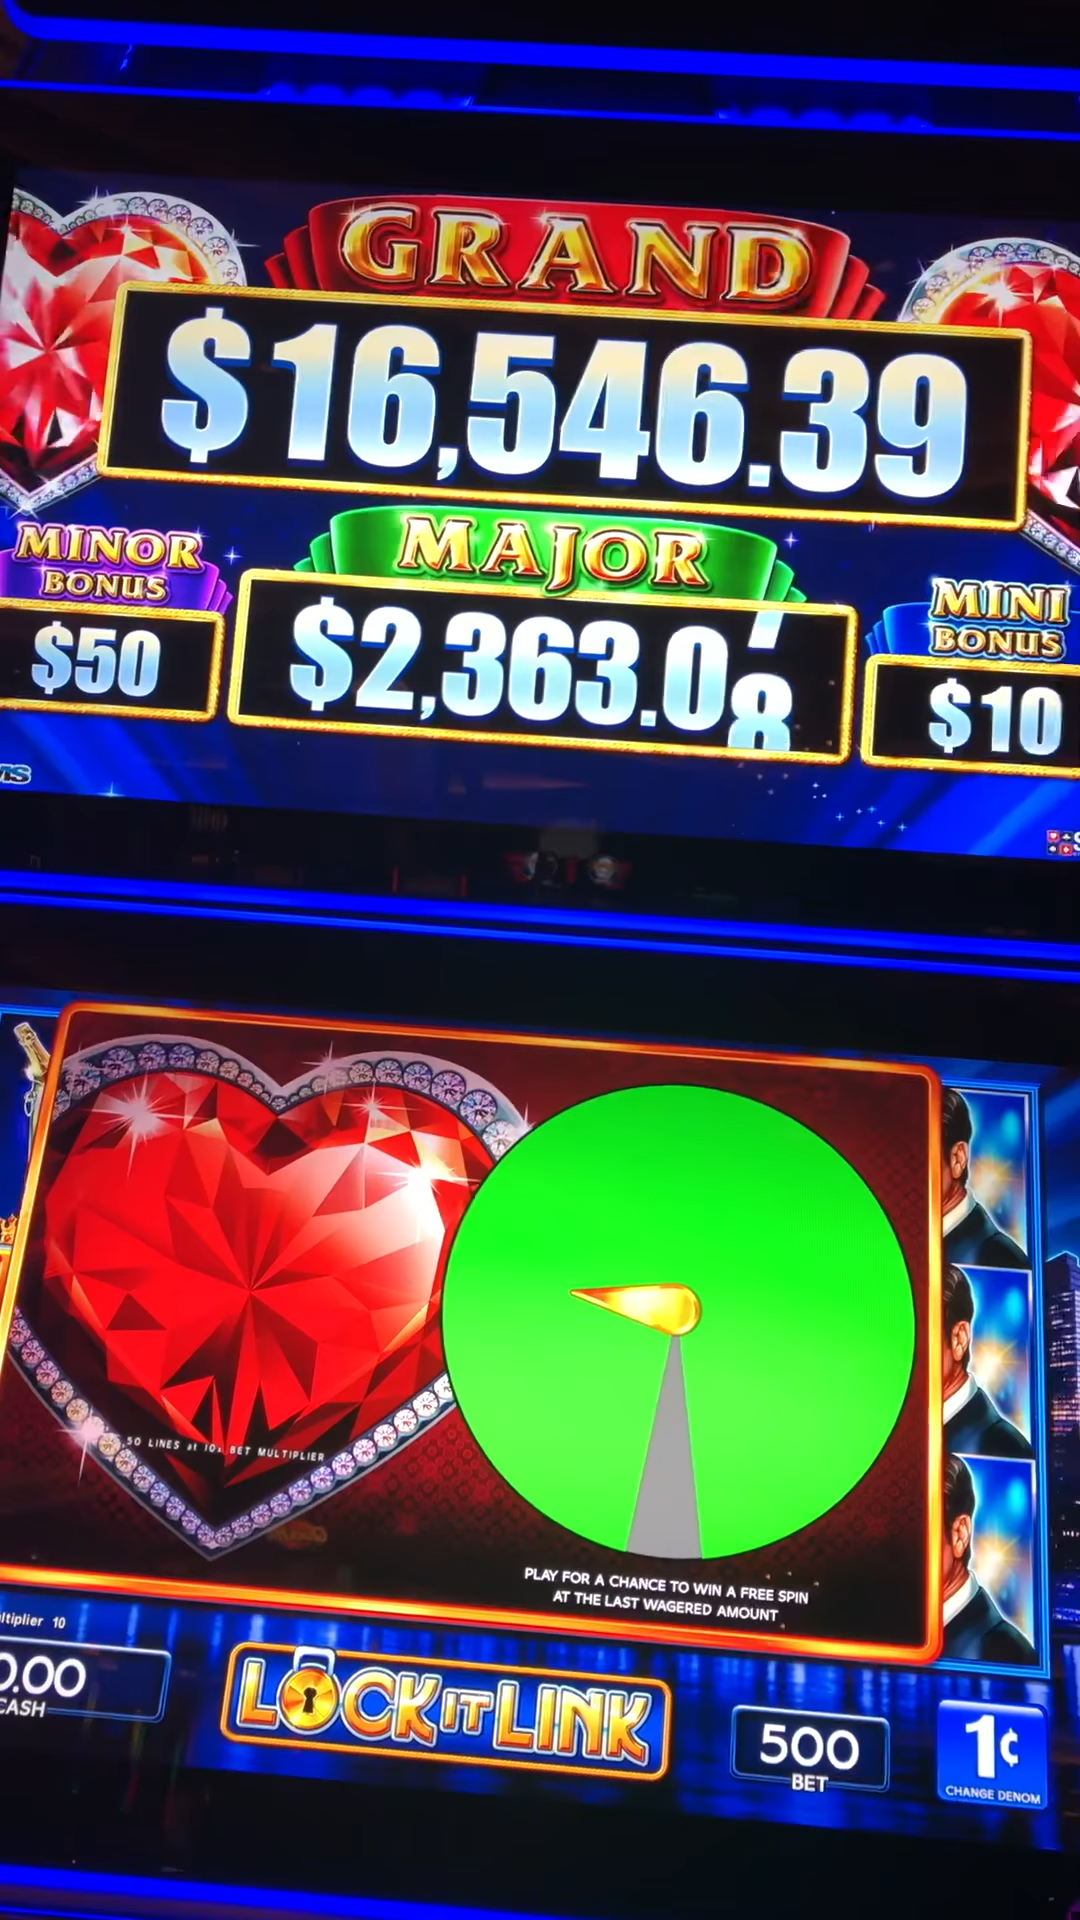 GRAND
$16,546.39
MINOR
BONUS
$50
MAJOR
$2,363.08
MINI
BONUS
$10
50 LINES at 10x BET MULTIPLIER
PLAY FOR A CHANCE TO WIN A FREE SPIN
AT THE LAST WAGERED AMOUNT
ltiplier 10
0.00
CASH
LOCK IT LINK
500
BET
1¢
CHANGE DENOM